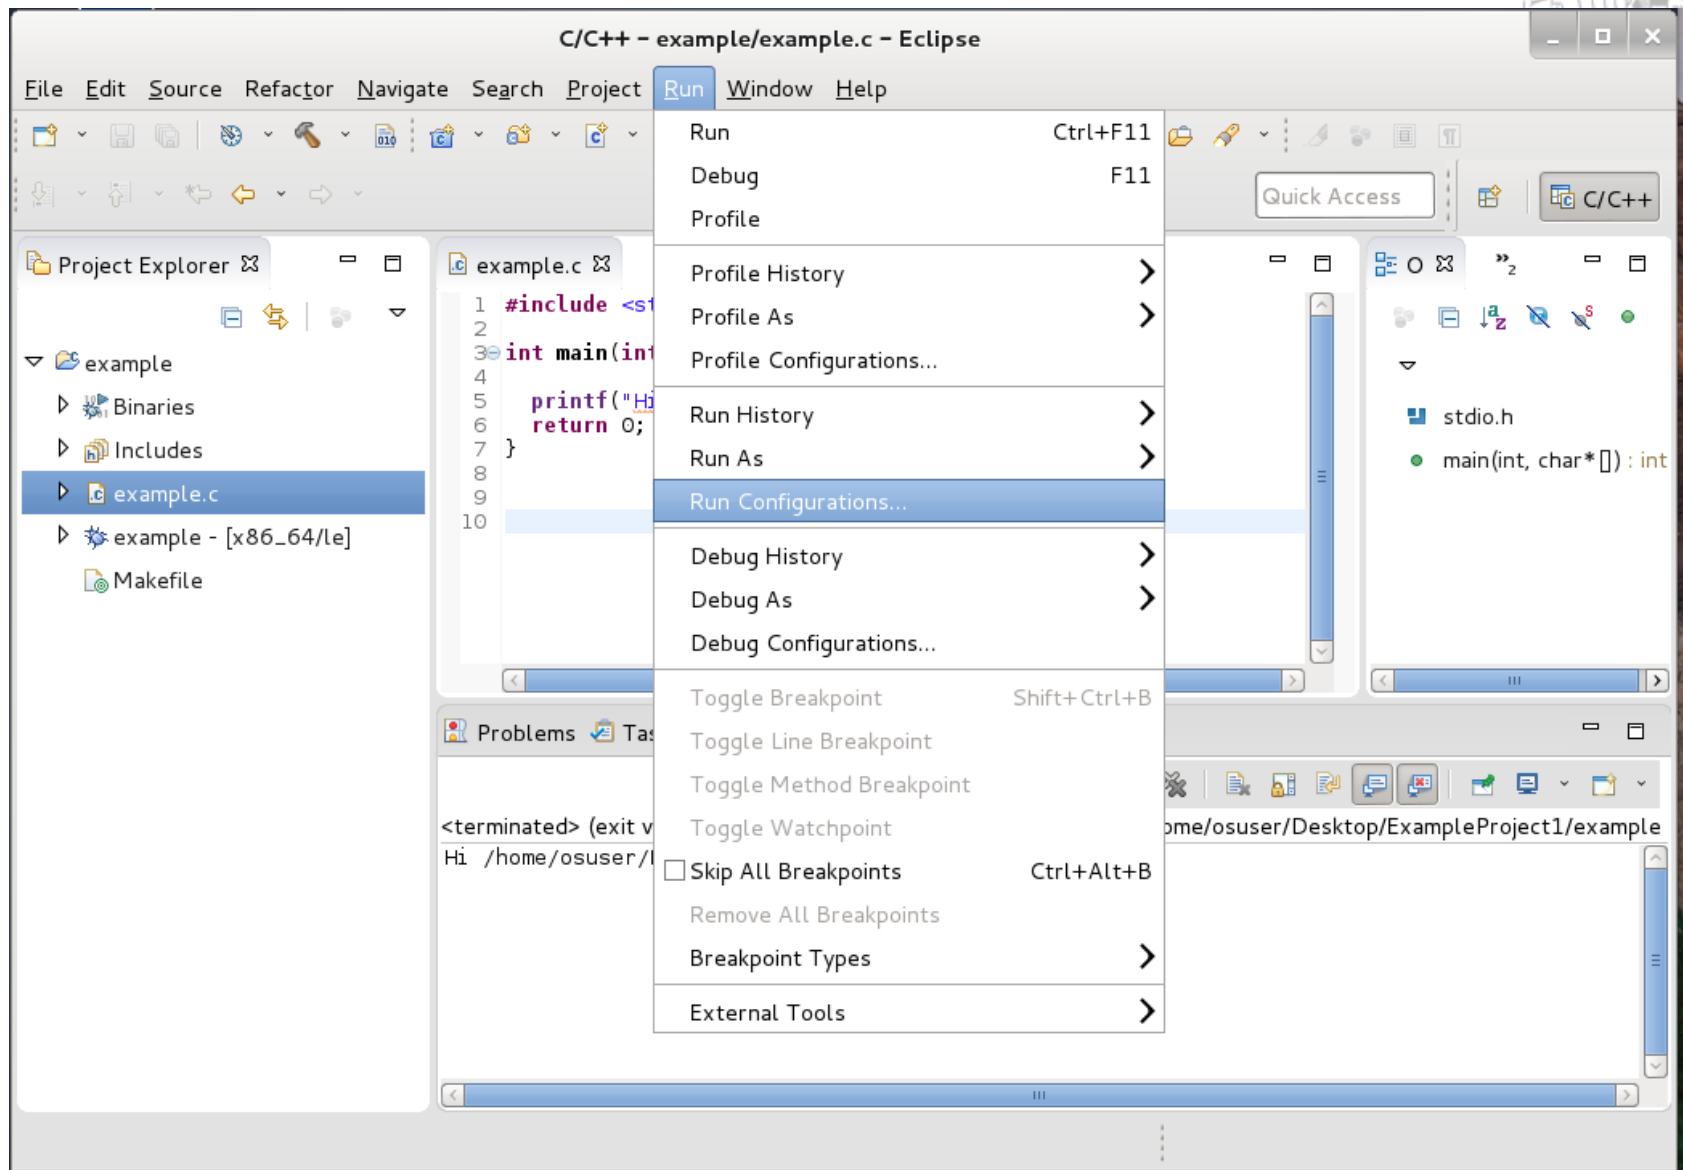 C/C++ – example/example.c – Eclipse
File Edit Source Refactor Navigate Search Project Run Window Help
Run Ctrl+F11
Debug F11
Profile
Quick Access
C/C++
Profile History
Profile As
Profile Configurations...
Run History
Run As
Run Configurations...
Debug History
Debug As
Debug Configurations...
Toggle Breakpoint Shift+Ctrl+B
Toggle Line Breakpoint
Toggle Method Breakpoint
Toggle Watchpoint
Skip All Breakpoints Ctrl+Alt+B
Remove All Breakpoints
Breakpoint Types
External Tools
Project Explorer
example
Binaries
Includes
example.c
example - [x86_64/le]
Makefile
example.c
1 #include <st
2
3 int main(int
4
5 printf("Hi
6 return 0;
7 }
8
9
10
O
»2
stdio.h
main(int, char*[]) : int
Problems Tas
<terminated> (exit v
ome/osuser/Desktop/ExampleProject1/example
Hi /home/osuser/